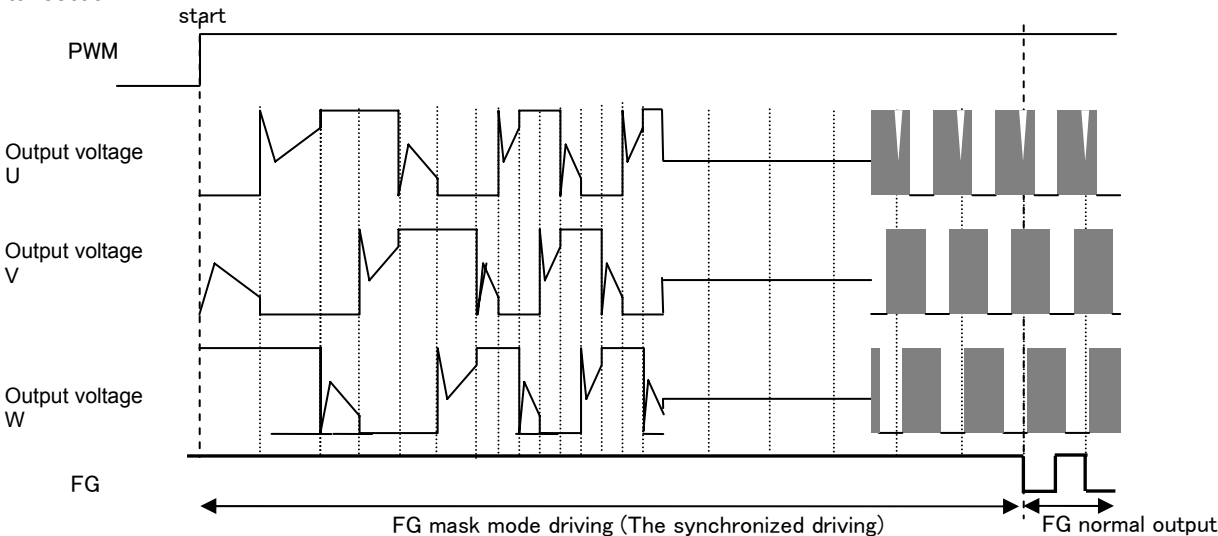 start
PWM
Output voltage
U
Output voltage
V
Output voltage
W
FG
FG mask mode driving (The synchronized driving)
FG normal output